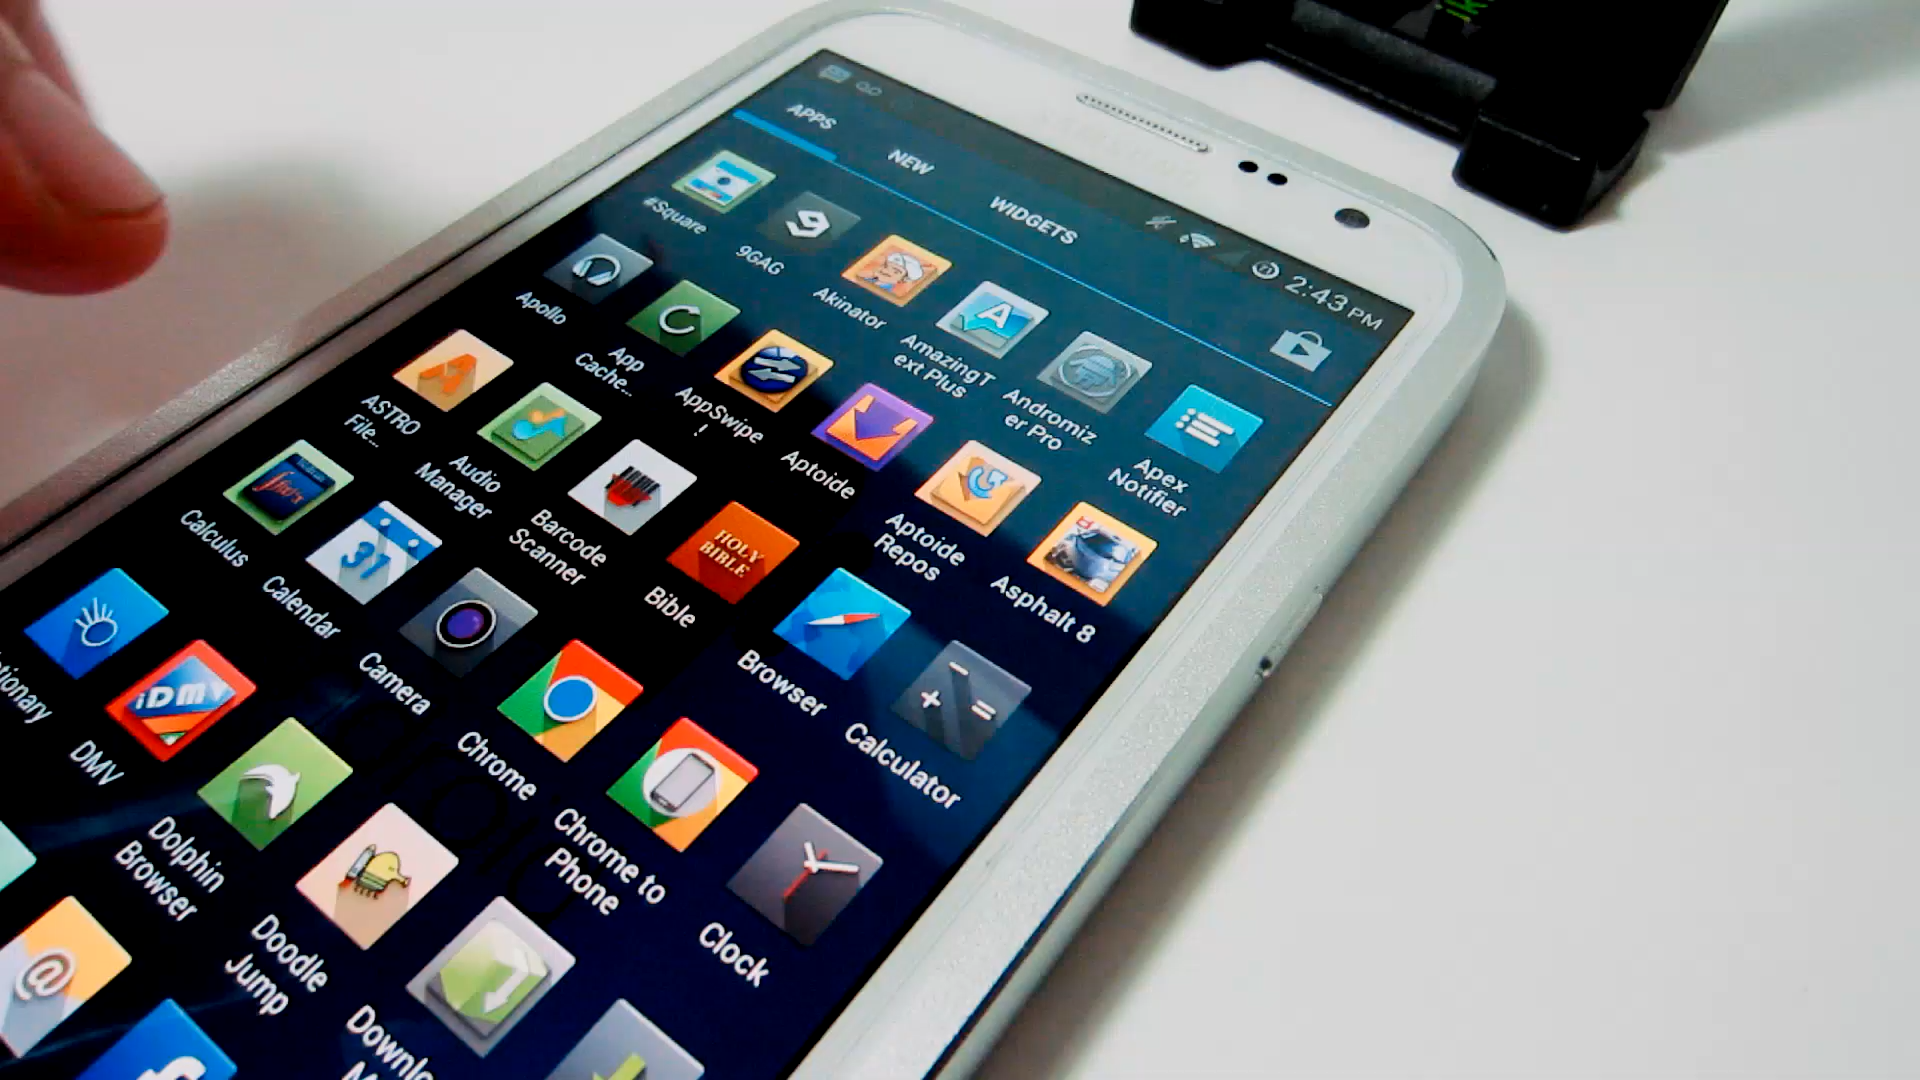 2:43 PM
APPS
NEW
WIDGETS
#Square
9GAG
Akinator
AmazingT
ext Plus
Andromiz
er Pro
Apex
Notifier
Apollo
App
Cache...
AppSwipe
!
Aptoide
Aptoide
Repos
Asphalt 8
ASTRO
File...
Audio
Manager
Barcode
Scanner
HOLY
BIBLE
Bible
Browser
Calculator
Calculus
31
Calendar
Camera
Chrome
Chrome to
Phone
Clock
iDMV
DMV
Dolphin
Browser
Doodle
Jump